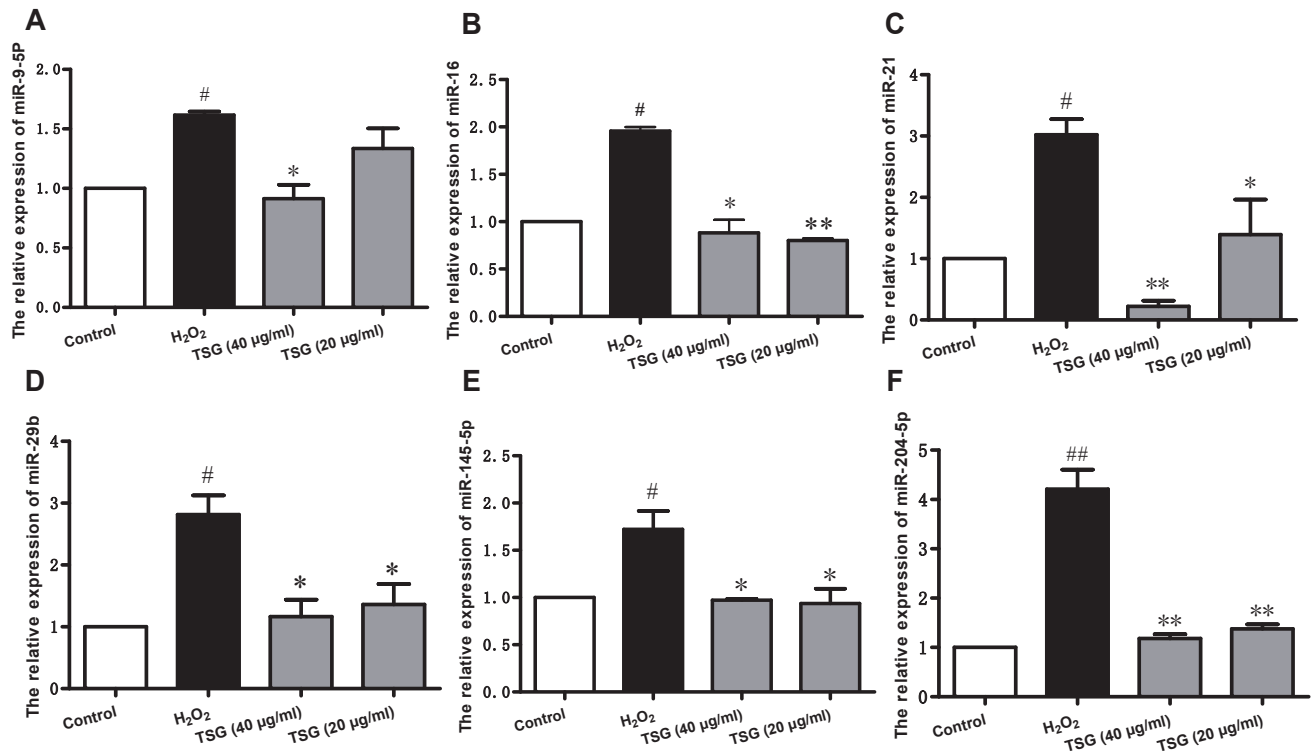 A
The relative expression of miR-9-5P
2.0
1.5
1.0
0.5
0.0
#
*
Control
H₂O₂
TSG (40 μg/ml)
TSG (20 μg/ml)
B
The relative expression of miR-16
2.5
2.0
1.5
1.0
0.5
0.0
#
*
**
Control
H₂O₂
TSG (40 μg/ml)
TSG (20 μg/ml)
C
The relative expression of miR-21
4
3
2
1
0
#
**
*
Control
H₂O₂
TSG (40 μg/ml)
TSG (20 μg/ml)
D
The relative expression of miR-29b
4
3
2
1
0
#
*
*
Control
H₂O₂
TSG (40 μg/ml)
TSG (20 μg/ml)
E
The relative expression of miR-145-5p
2.5
2.0
1.5
1.0
0.5
0.0
#
*
*
Control
H₂O₂
TSG (40 μg/ml)
TSG (20 μg/ml)
F
The relative expression of miR-204-5p
5
4
3
2
1
0
##
**
**
Control
H₂O₂
TSG (40 μg/ml)
TSG (20 μg/ml)